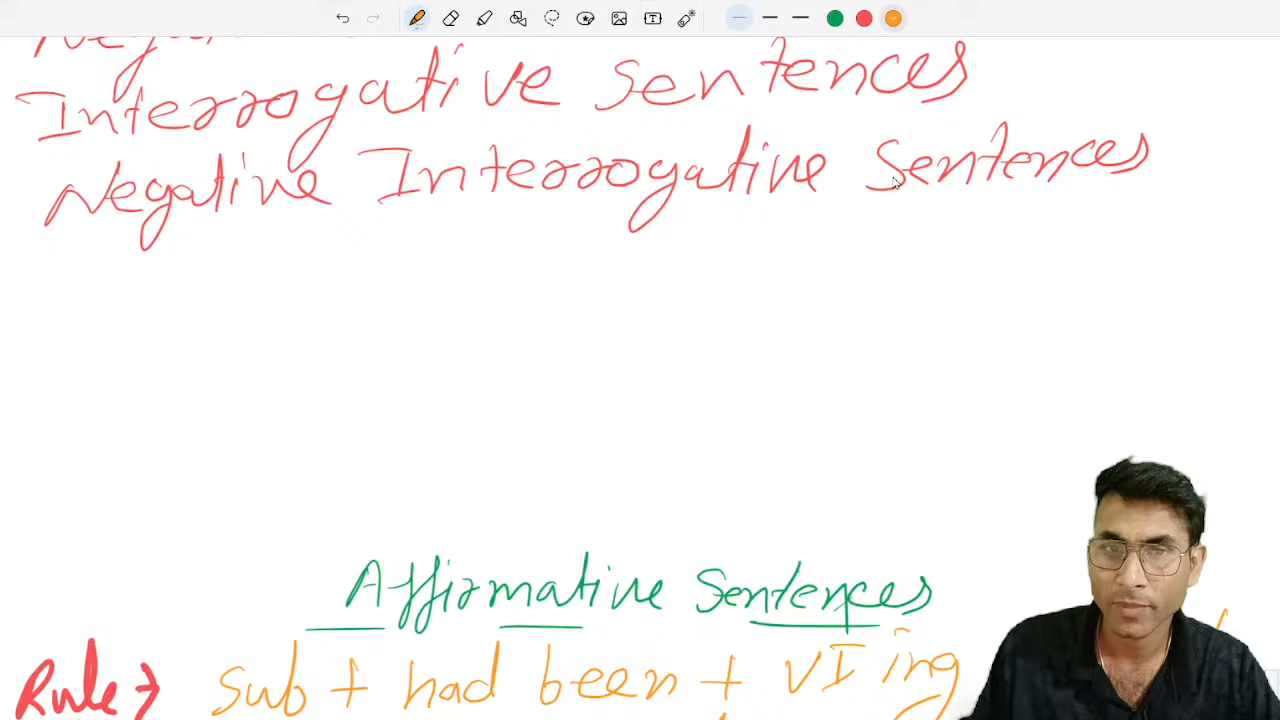 Interrogative Sentences
Negative Interrogative Sentences
Affirmative Sentences
Rule → Sub + had been + VI ing